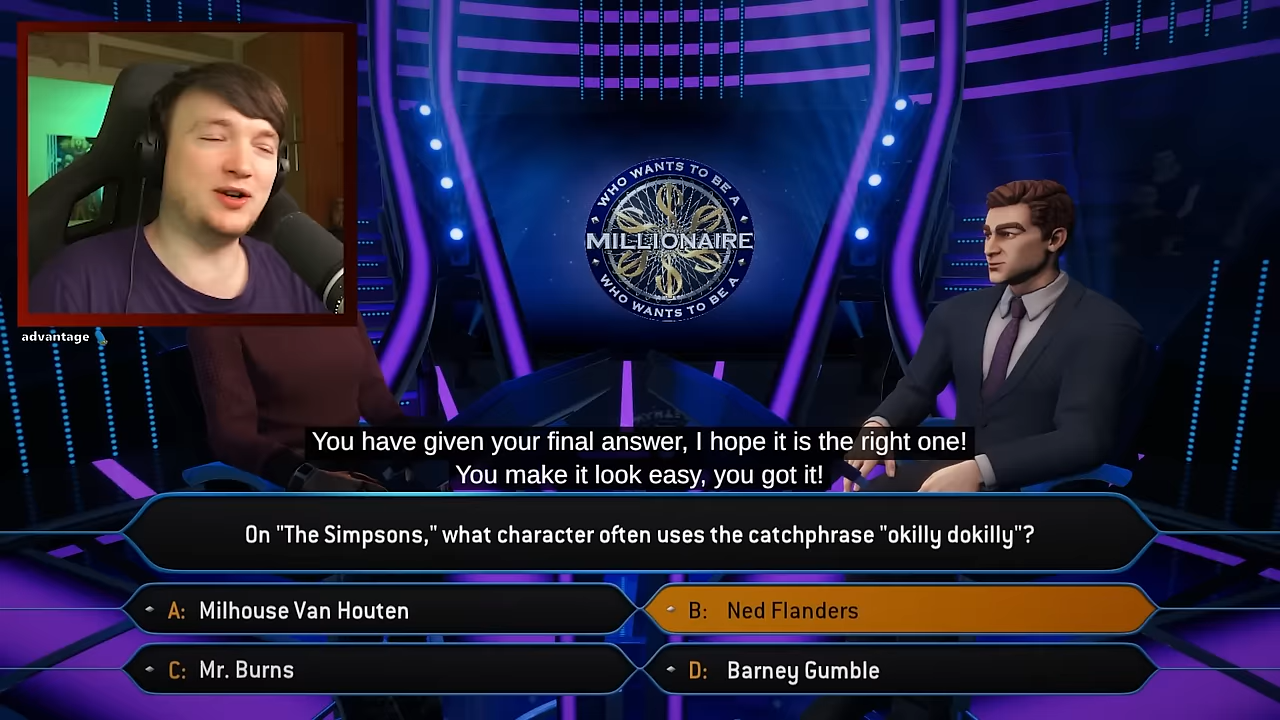 WHO WANTS TO BE A
MILLIONAIRE
WHO WANTS TO BE A
advantage
You have given your final answer, I hope it is the right one!
You make it look easy, you got it!
On "The Simpsons," what character often uses the catchphrase "okilly dokilly"?
A: Milhouse Van Houten
B: Ned Flanders
C: Mr. Burns
D: Barney Gumble